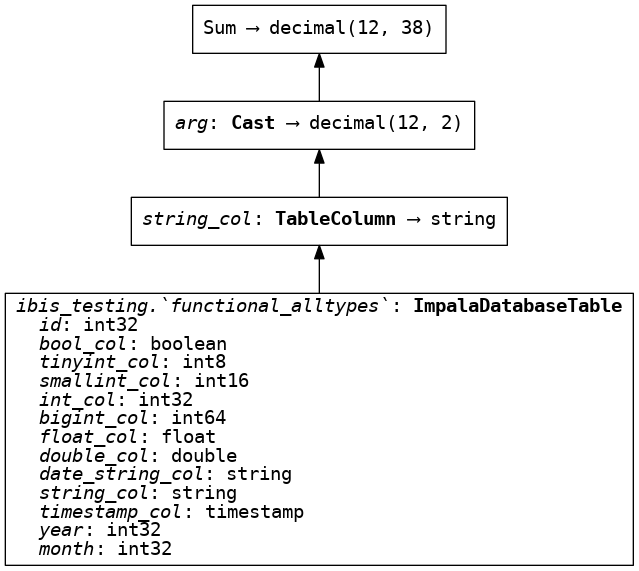 Sum → decimal(12, 38)
arg: Cast → decimal(12, 2)
string_col: TableColumn → string
ibis_testing.`functional_alltypes`: ImpalaDatabaseTable
id: int32
bool_col: boolean
tinyint_col: int8
smallint_col: int16
int_col: int32
bigint_col: int64
float_col: float
double_col: double
date_string_col: string
string_col: string
timestamp_col: timestamp
year: int32
month: int32